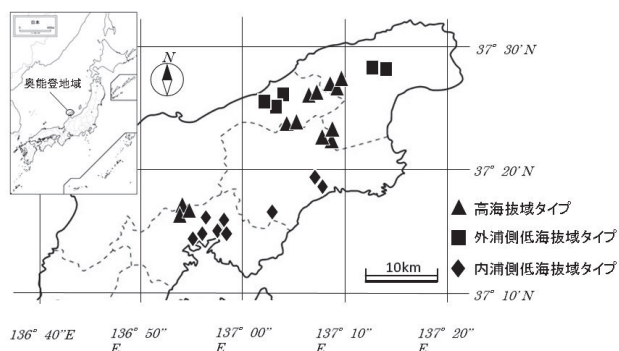 日本
奥能登地域
N
37° 30′ N
37° 20′ N
▲ 高海抜域タイプ
■ 外浦側低海抜域タイプ
◆ 内浦側低海抜域タイプ
10km
37° 10′ N
136° 40′′E
136° 50′′
E
137° 00′′
E
137° 10′′
E
137° 20′′
E